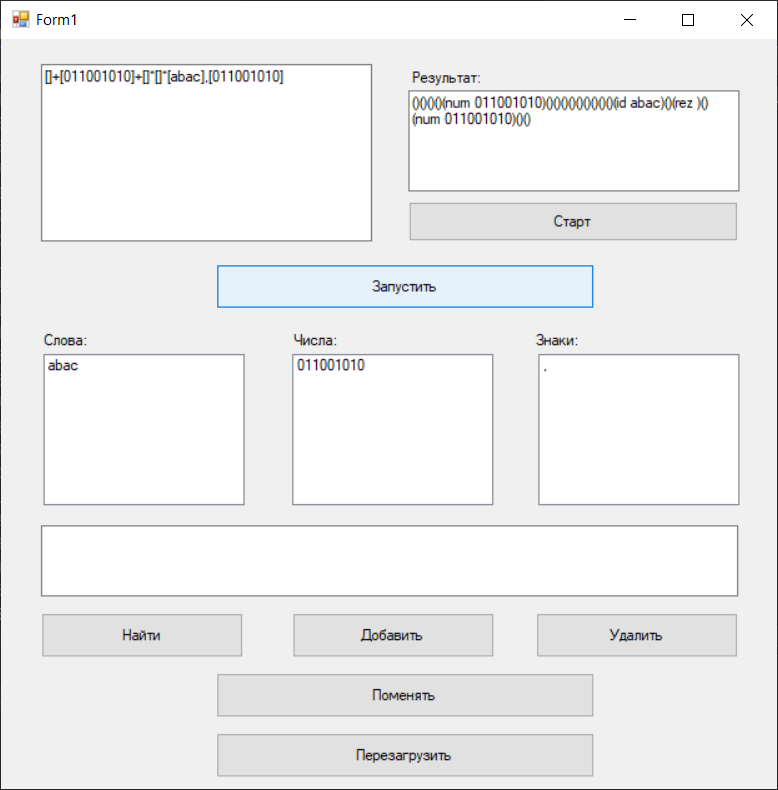 Form1
[]+[011001010]+[]*[]*[abac],[011001010]
Результат:
()()()()(num 011001010)()()()()()()()()()()(id abac)()(rez )()
(num 011001010)()()
Старт
Запустить
Слова:
Числа:
Знаки:
abac
011001010
,
Найти
Добавить
Удалить
Поменять
Перезагрузить